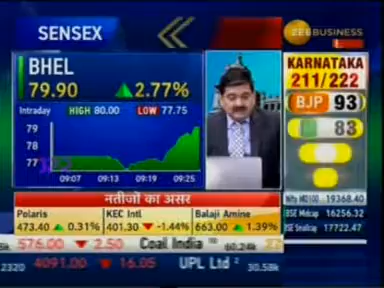 SENSEX
ZEE BUSINESS
BHEL
79.90 ▲2.77%
Intraday HIGH 80.00 LOW 77.75
79
78
77
09:07 09:13 09:19 09:25
KARNATAKA
211/222
BJP 93
83
नतीजों का असर
Polaris KEC Intl Balaji Amine
473.40 ▲ 0.31% 401.30 ▼ -1.44% 663.00 ▲ 1.39%
Nifty MID100 19368.40
BSE Midcap 16256.32
BSE Smallcap 17722.47
576.00 ▼ 2.50 Coal India 60.24k
2320 4091.00 ▼ 16.05 UPL Ltd 30.53k